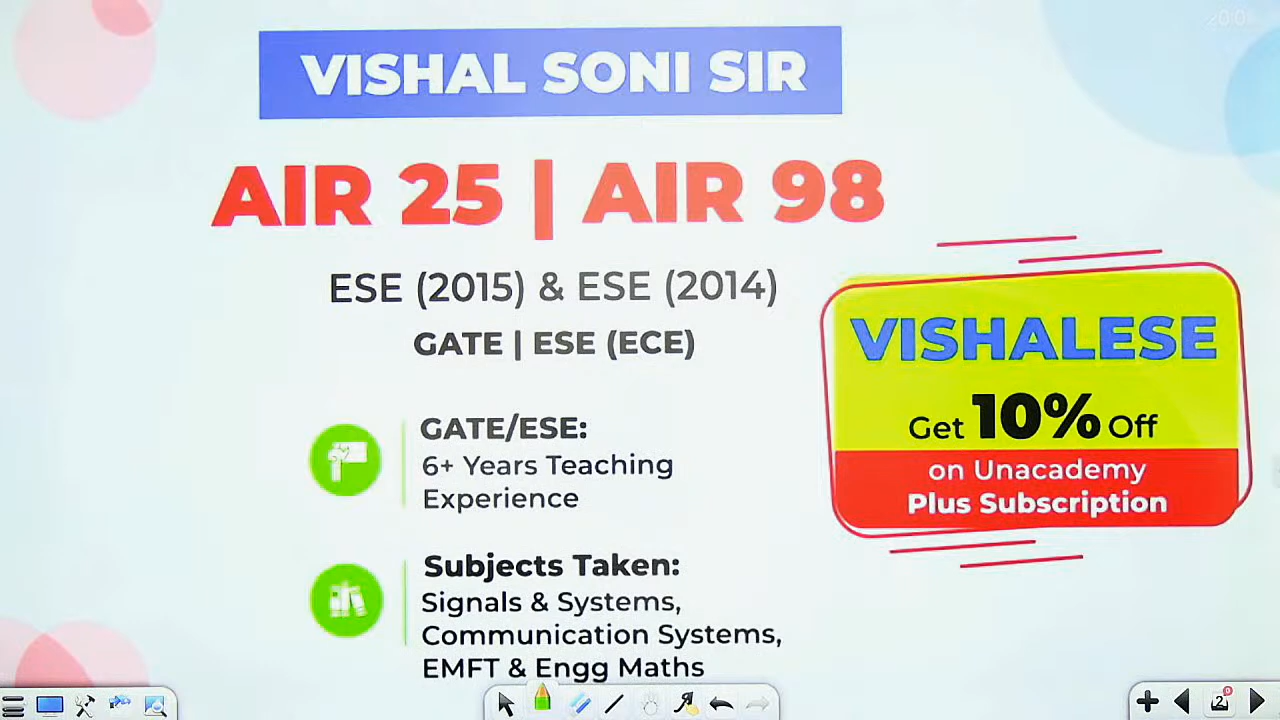 VISHAL SONI SIR
AIR 25 | AIR 98
ESE (2015) & ESE (2014)
GATE | ESE (ECE)
GATE/ESE:
6+ Years Teaching
Experience
Subjects Taken:
Signals & Systems,
Communication Systems,
EMFT & Engg Maths
VISHALESE
Get 10% Off
on Unacademy
Plus Subscription
2